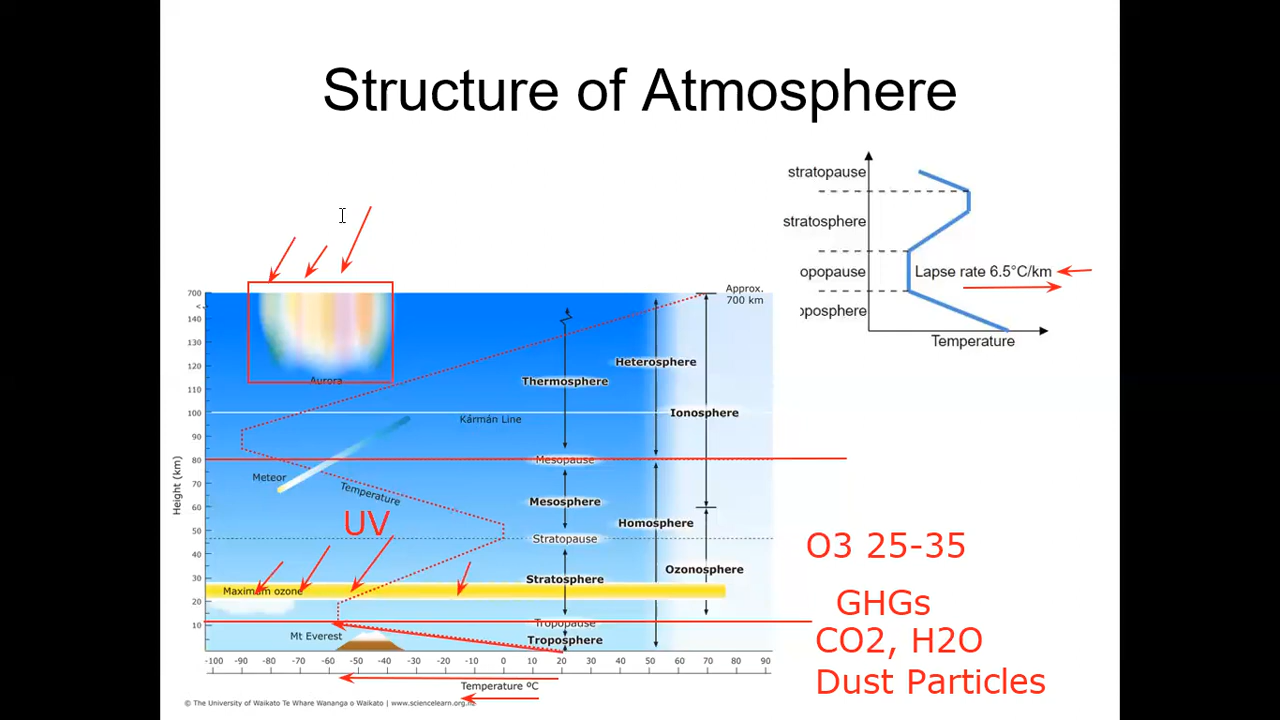 Structure of Atmosphere
stratopause
stratosphere
opopause
Lapse rate 6.5°C/km
oposphere
Temperature
Approx.
700 km
700
<
140
130
120
110
100
90
80
70
60
50
40
30
20
10
Height (km)
Aurora
Heterosphere
Thermosphere
Ionosphere
Kármán Line
Mesopause
Meteor
Temperature
Mesosphere
UV
Homosphere
Stratopause
O3 25-35
Ozonosphere
Stratosphere
Maximum ozone
GHGs
Tropopause
Mt Everest
Troposphere
CO2, H2O
-100 -90 -80 -70 -60 -50 -40 -30 -20 -10 0 10 20 30 40 50 60 70 80 90
Temperature ºC
Dust Particles
© The University of Waikato Te Whare Wananga o Waikato | www.sciencelearn.org.nz